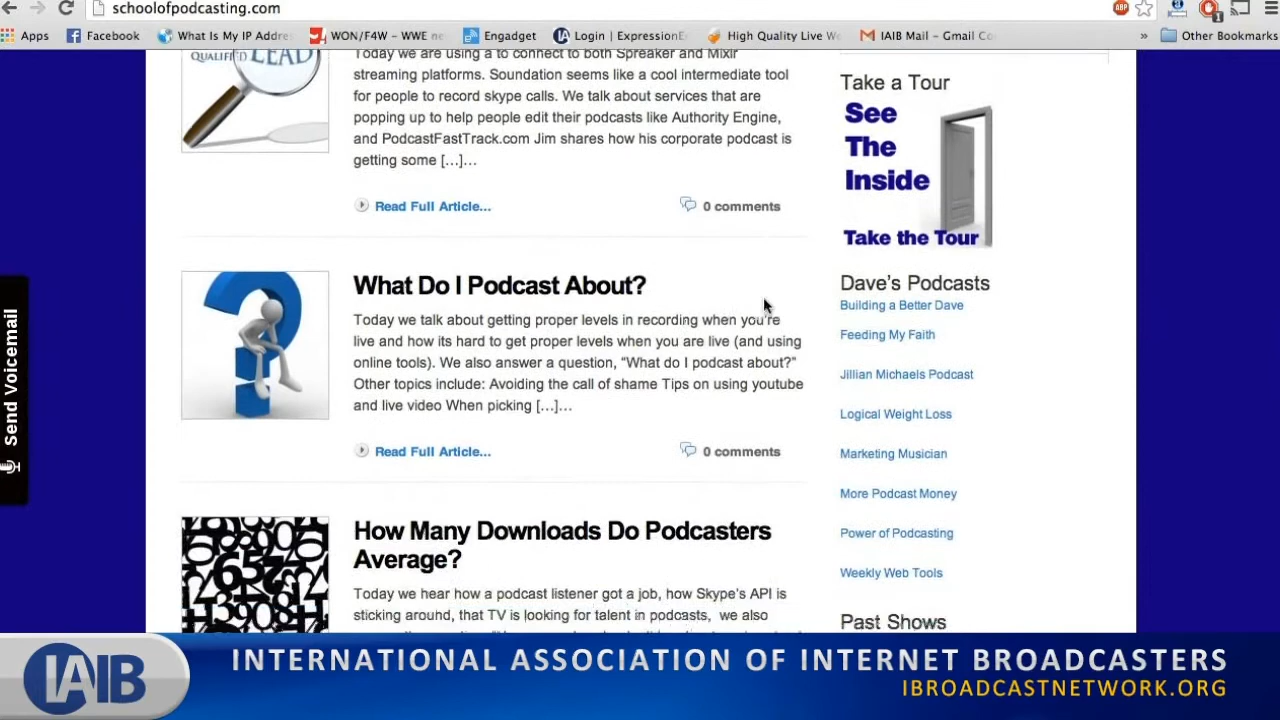 schoolofpodcasting.com
Apps
Facebook
What Is My IP Addre
WON/F4W – WWE ne
Engadget
Login | ExpressionE
High Quality Live W
IAIB Mail – Gmail Co
»
Other Bookmarks
QUALIFIED LEAD
Today we are using a to connect to both Spreaker and Mixlr
streaming platforms. Soundation seems like a cool intermediate tool
for people to record skype calls. We talk about services that are
popping up to help people edit their podcasts like Authority Engine,
and PodcastFastTrack.com Jim shares how his corporate podcast is
getting some […]…
Read Full Article...
0 comments
What Do I Podcast About?
Today we talk about getting proper levels in recording when you're
live and how its hard to get proper levels when you are live (and using
online tools). We also answer a question, "What do I podcast about?"
Other topics include: Avoiding the call of shame Tips on using youtube
and live video When picking […]…
Read Full Article...
0 comments
How Many Downloads Do Podcasters
Average?
Today we hear how a podcast listener got a job, how Skype's API is
sticking around, that TV is looking for talent in podcasts, we also
Take a Tour
See
The
Inside
Take the Tour
Dave's Podcasts
Building a Better Dave
Feeding My Faith
Jillian Michaels Podcast
Logical Weight Loss
Marketing Musician
More Podcast Money
Power of Podcasting
Weekly Web Tools
Past Shows
Send Voicemail
ABP
1
IAIB
INTERNATIONAL ASSOCIATION OF INTERNET BROADCASTERS
IBROADCASTNETWORK.ORG